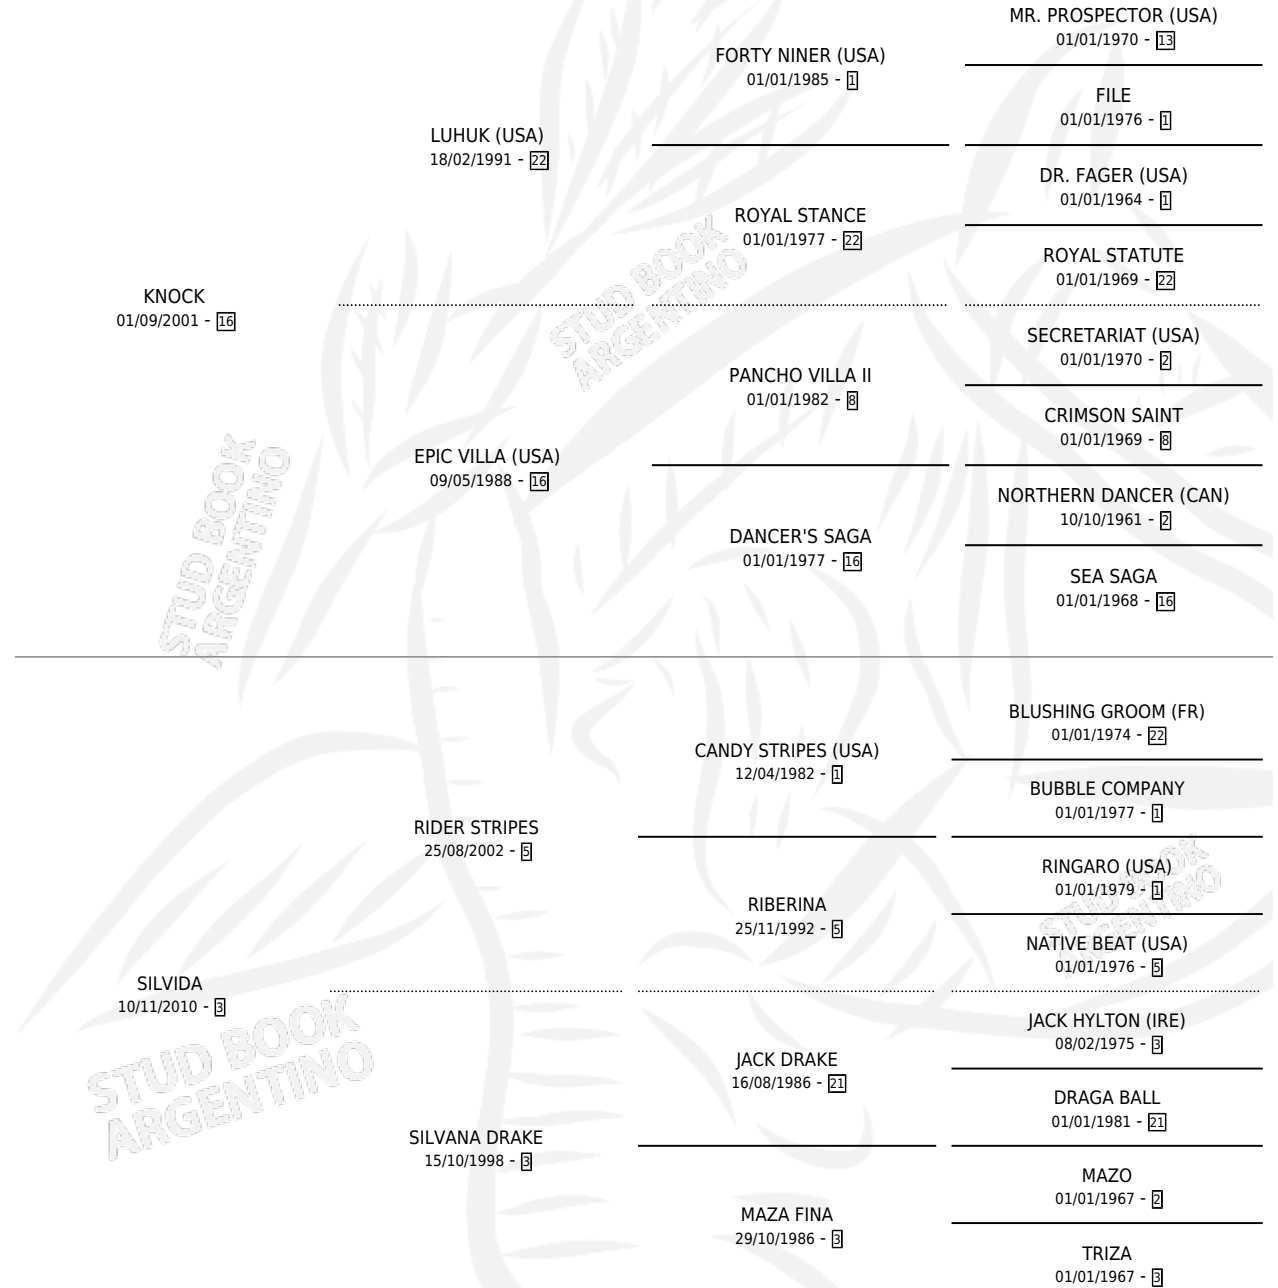 MR. PROSPECTOR (USA)
01/01/1970 - 13
FORTY NINER (USA)
01/01/1985 - 1
FILE
01/01/1976 - 1
LUHUK (USA)
18/02/1991 - 22
DR. FAGER (USA)
01/01/1964 - 1
ROYAL STANCE
01/01/1977 - 22
ROYAL STATUTE
01/01/1969 - 22
KNOCK
01/09/2001 - 16
STUD BOOK
ARGENTINO
SECRETARIAT (USA)
01/01/1970 - 2
PANCHO VILLA II
01/01/1982 - 8
CRIMSON SAINT
01/01/1969 - 8
EPIC VILLA (USA)
09/05/1988 - 16
NORTHERN DANCER (CAN)
10/10/1961 - 2
DANCER'S SAGA
01/01/1977 - 16
SEA SAGA
01/01/1968 - 16
STUD BOOK
ARGENTINO
BLUSHING GROOM (FR)
01/01/1974 - 22
CANDY STRIPES (USA)
12/04/1982 - 1
BUBBLE COMPANY
01/01/1977 - 1
RIDER STRIPES
25/08/2002 - 5
RINGARO (USA)
01/01/1979 - 1
RIBERINA
25/11/1992 - 5
NATIVE BEAT (USA)
01/01/1976 - 5
STUD BOOK
ARGENTINO
SILVIDA
10/11/2010 - 3
JACK HYLTON (IRE)
08/02/1975 - 3
JACK DRAKE
16/08/1986 - 21
DRAGA BALL
01/01/1981 - 21
STUD BOOK
ARGENTINO
SILVANA DRAKE
15/10/1998 - 3
MAZO
01/01/1967 - 2
MAZA FINA
29/10/1986 - 3
TRIZA
01/01/1967 - 3